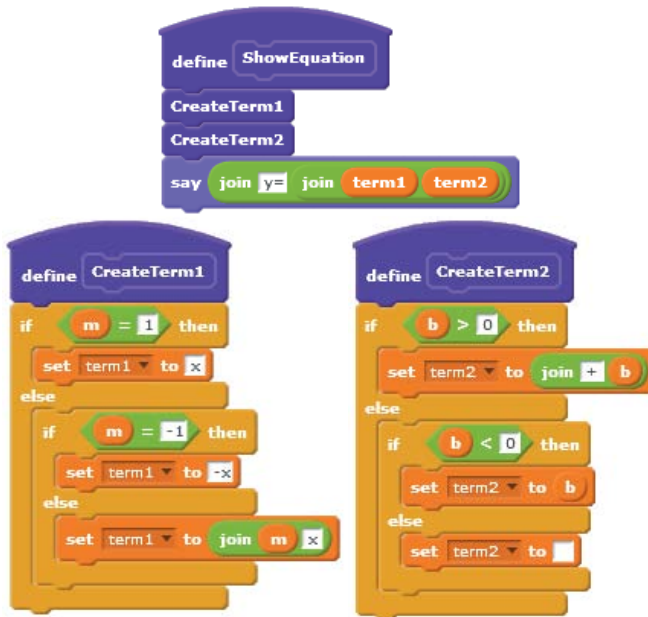 define ShowEquation
CreateTerm1
CreateTerm2
say join y= join term1 term2
define CreateTerm1
if m = 1 then
set term1 to x
else
if m = -1 then
set term1 to -x
else
set term1 to join m x
define CreateTerm2
if b > 0 then
set term2 to join + b
else
if b < 0 then
set term2 to b
else
set term2 to